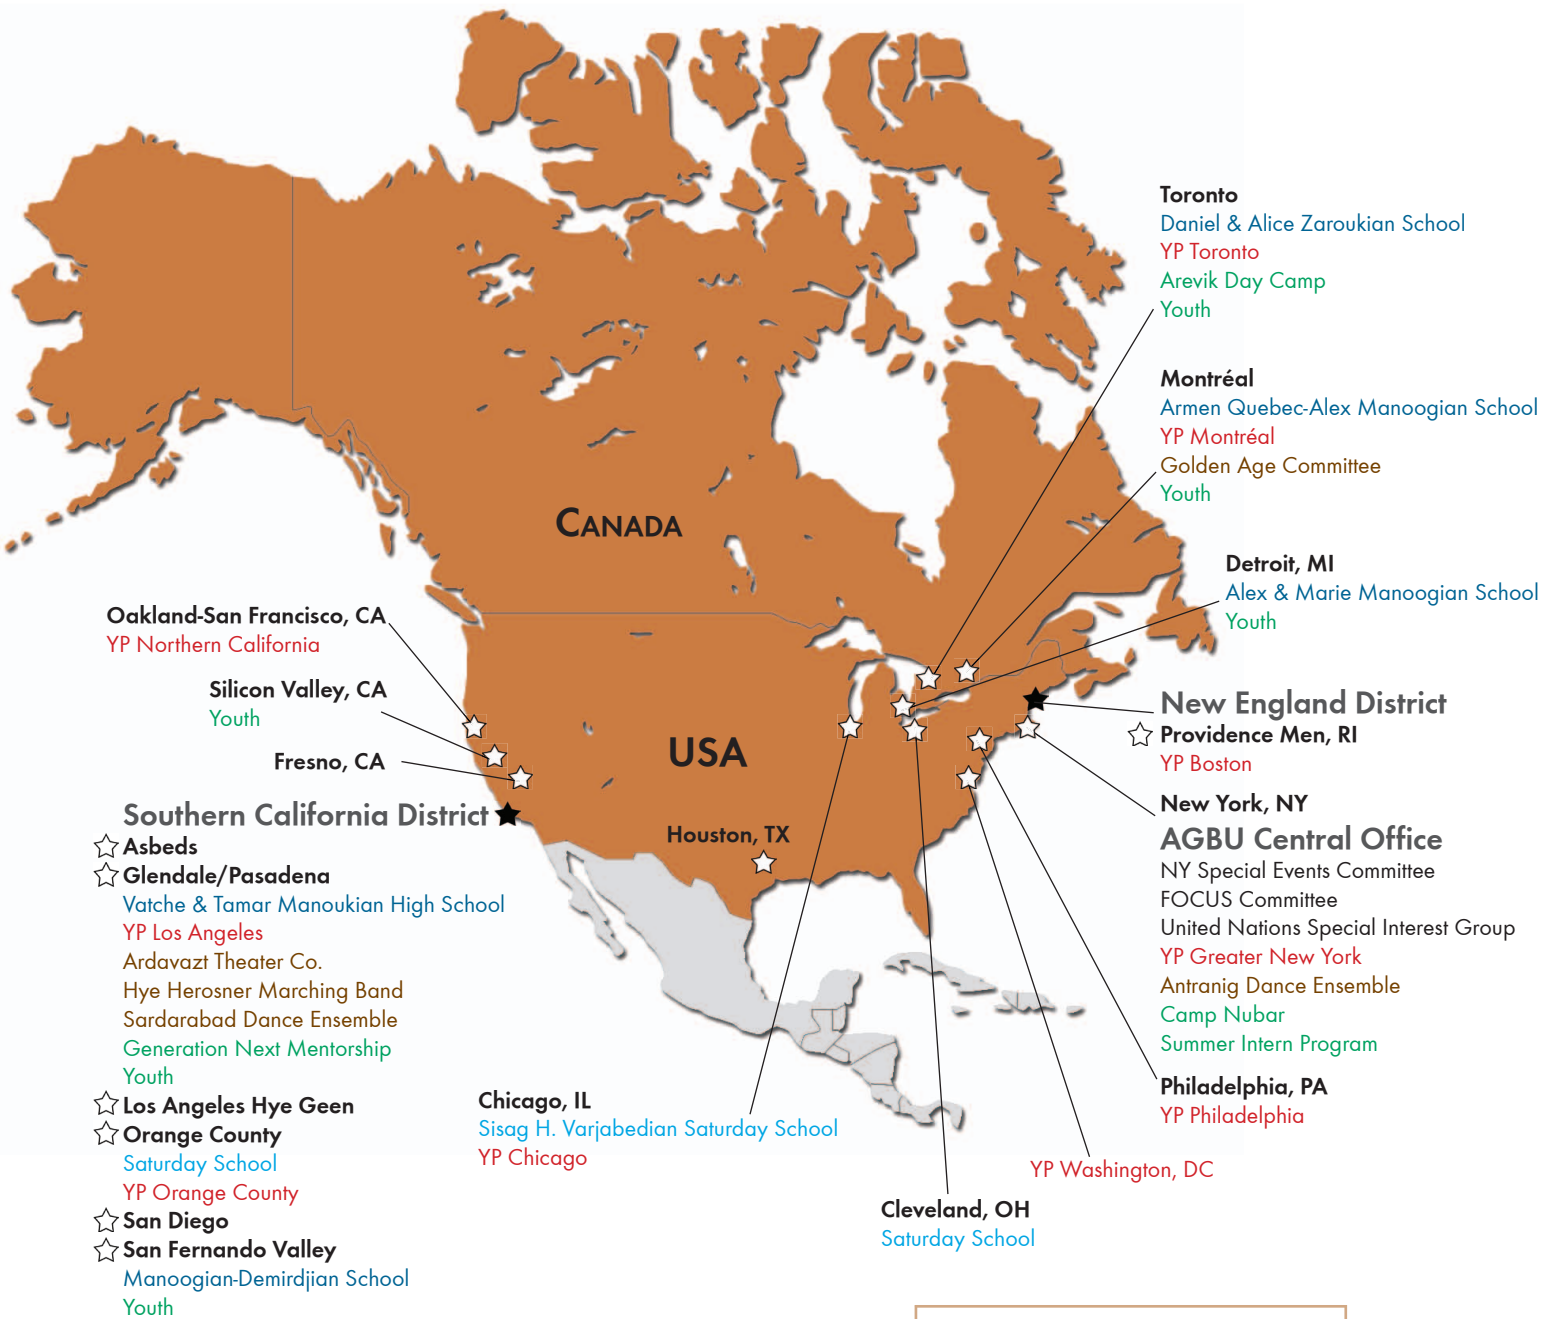 Toronto
Daniel & Alice Zaroukian School
YP Toronto
Arevik Day Camp
Youth
Montréal
Armen Quebec-Alex Manoogian School
YP Montréal
Golden Age Committee
Youth
CANADA
Detroit, MI
Alex & Marie Manoogian School
Youth
Oakland-San Francisco, CA
YP Northern California
Silicon Valley, CA
Youth
Fresno, CA
USA
New England District
Providence Men, RI
YP Boston
New York, NY
AGBU Central Office
NY Special Events Committee
FOCUS Committee
United Nations Special Interest Group
YP Greater New York
Antranig Dance Ensemble
Camp Nubar
Summer Intern Program
Philadelphia, PA
YP Philadelphia
Houston, TX
Southern California District
Asbeds
Glendale/Pasadena
Vatche & Tamar Manoukian High School
YP Los Angeles
Ardavazt Theater Co.
Hye Herosner Marching Band
Sardarabad Dance Ensemble
Generation Next Mentorship
Youth
Los Angeles Hye Geen
Orange County
Saturday School
YP Orange County
San Diego
San Fernando Valley
Manoogian-Demirdjian School
Youth
Chicago, IL
Sisag H. Varjabedian Saturday School
YP Chicago
YP Washington, DC
Cleveland, OH
Saturday School